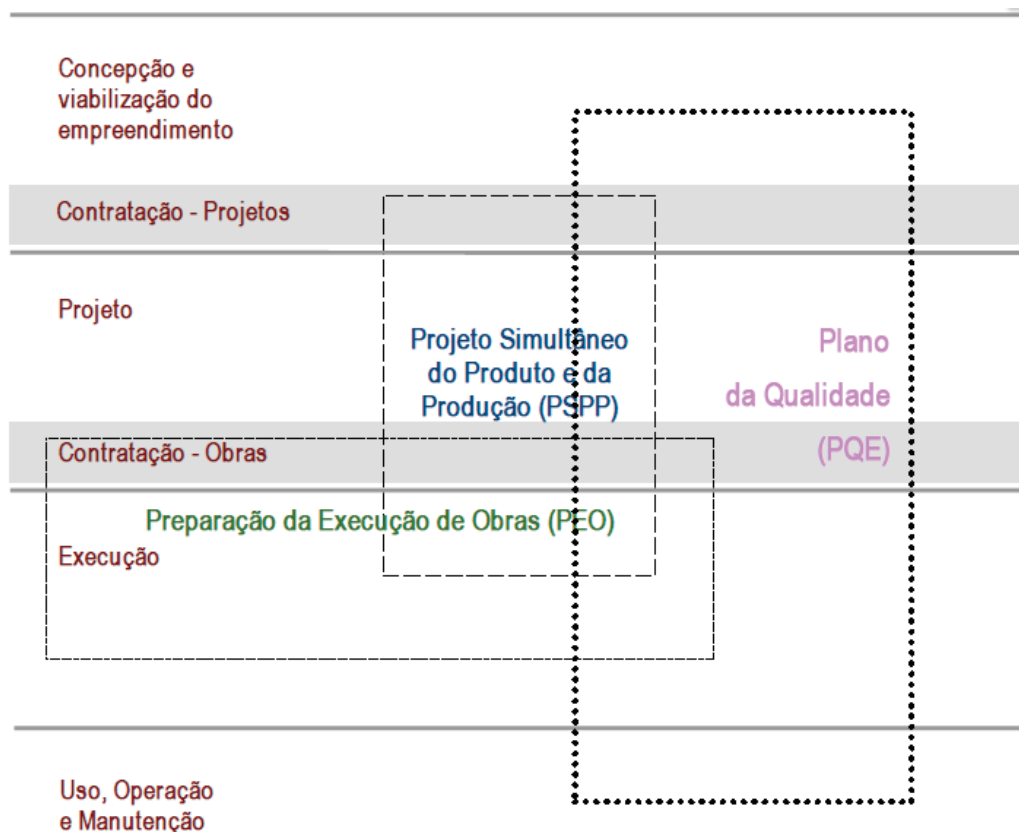 Concepção e
viabilização do
empreendimento
Contratação - Projetos
Projeto
Projeto Simultâneo
do Produto e da
Produção (PSPP)
Plano
da Qualidade
(PQE)
Contratação - Obras
Preparação da Execução de Obras (PEO)
Execução
Uso, Operação
e Manutenção